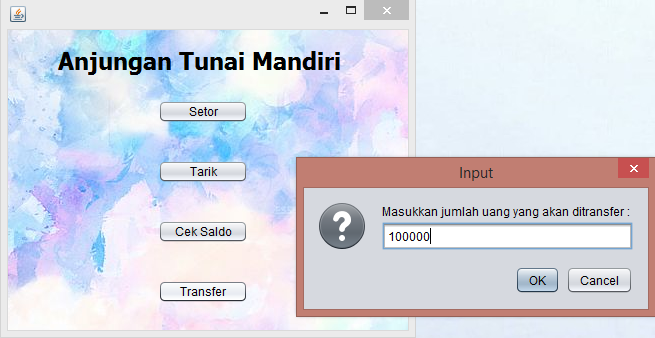 Anjungan Tunai Mandiri
Setor
Tarik
Cek Saldo
Transfer
Input
Masukkan jumlah uang yang akan ditransfer :
100000
OK
Cancel